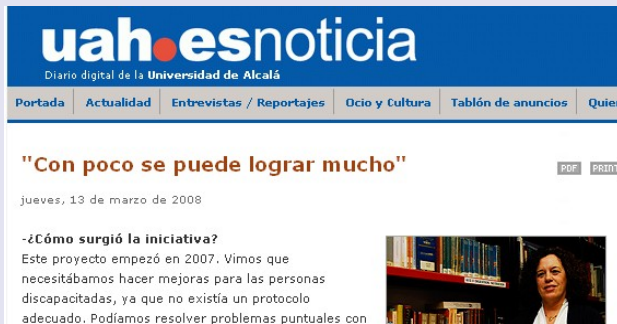 uah.esnoticia
Diario digital de la Universidad de Alcalá
Portada Actualidad Entrevistas / Reportajes Ocio y Cultura Tablón de anuncios
"Con poco se puede lograr mucho"
PDF PRINT
jueves, 13 de marzo de 2008
-¿Cómo surgió la iniciativa?
Este proyecto empezó en 2007. Vimos que
necesitábamos hacer mejoras para las personas
discapacitadas, ya que no existía un protocolo
adecuado. Podíamos resolver problemas puntuales con